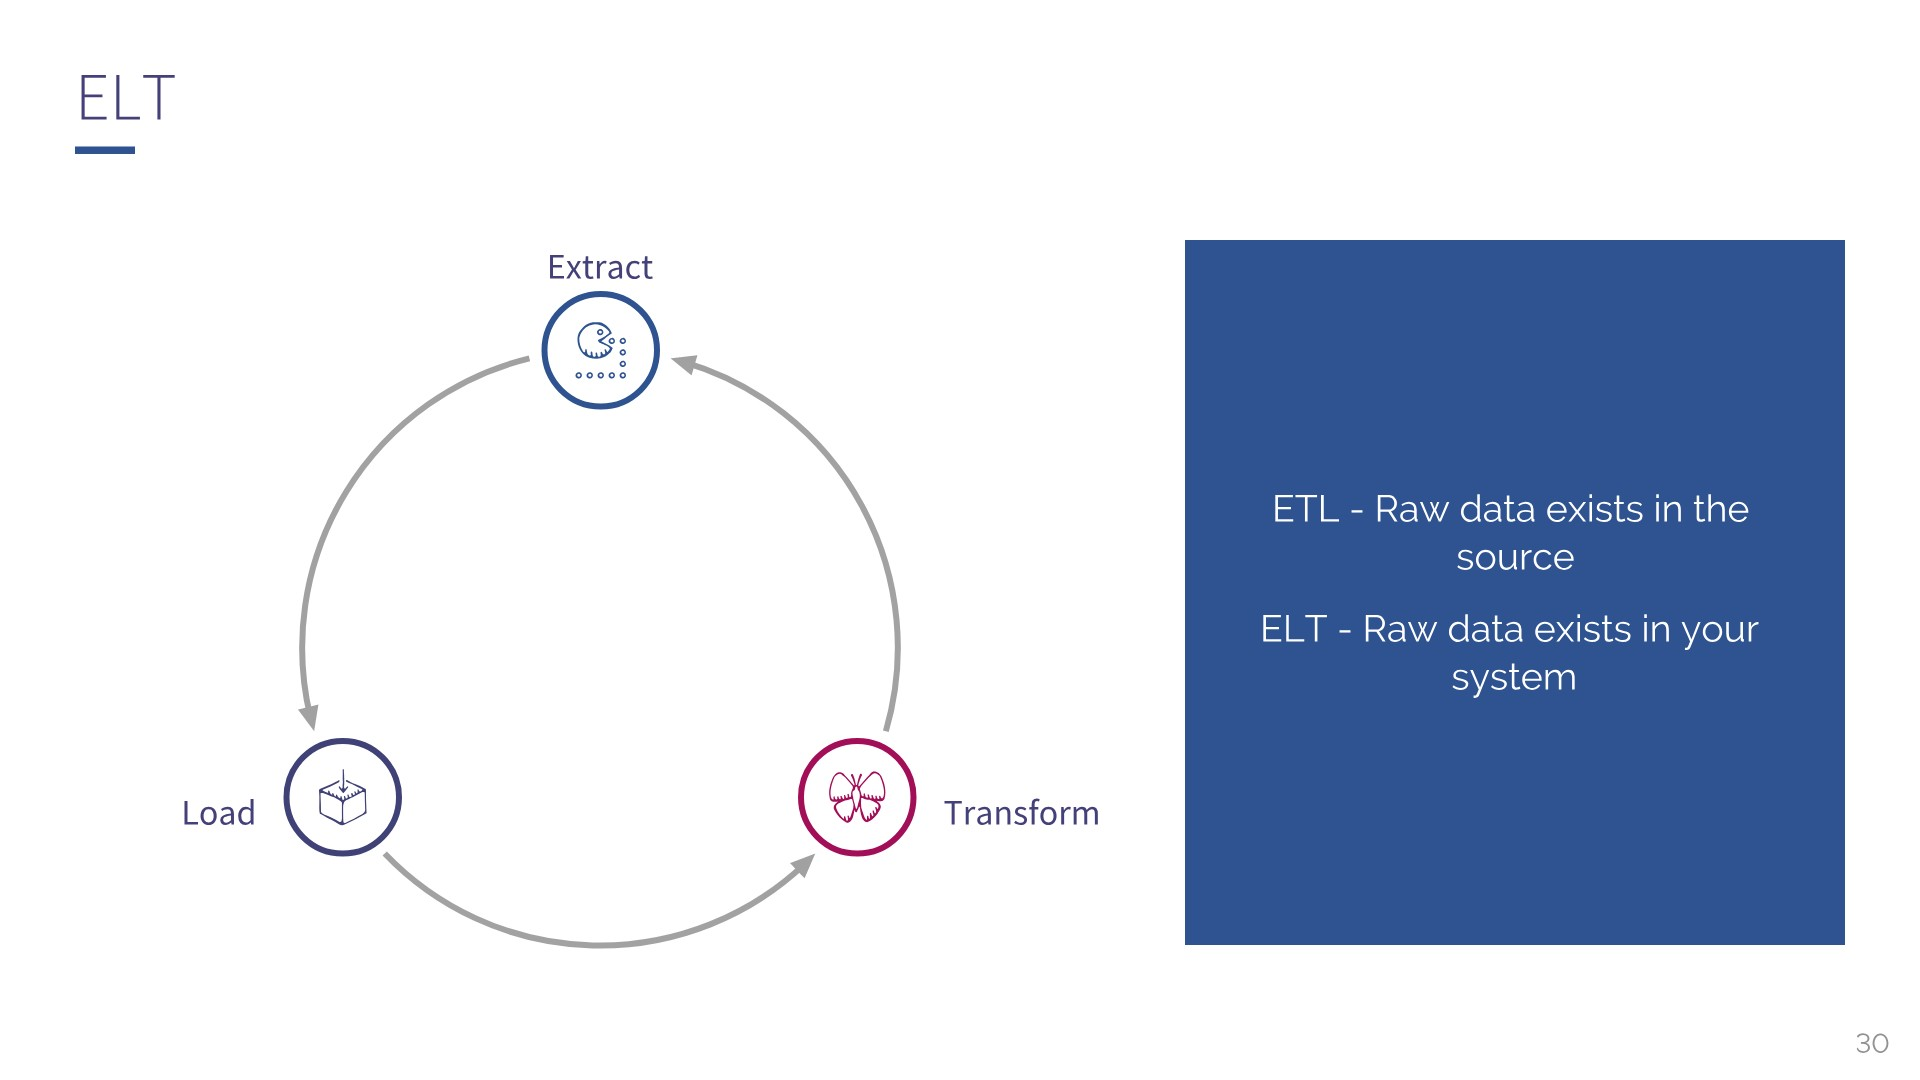 ELT
Extract
Load
Transform
ETL - Raw data exists in the
source
ELT - Raw data exists in your
system
30